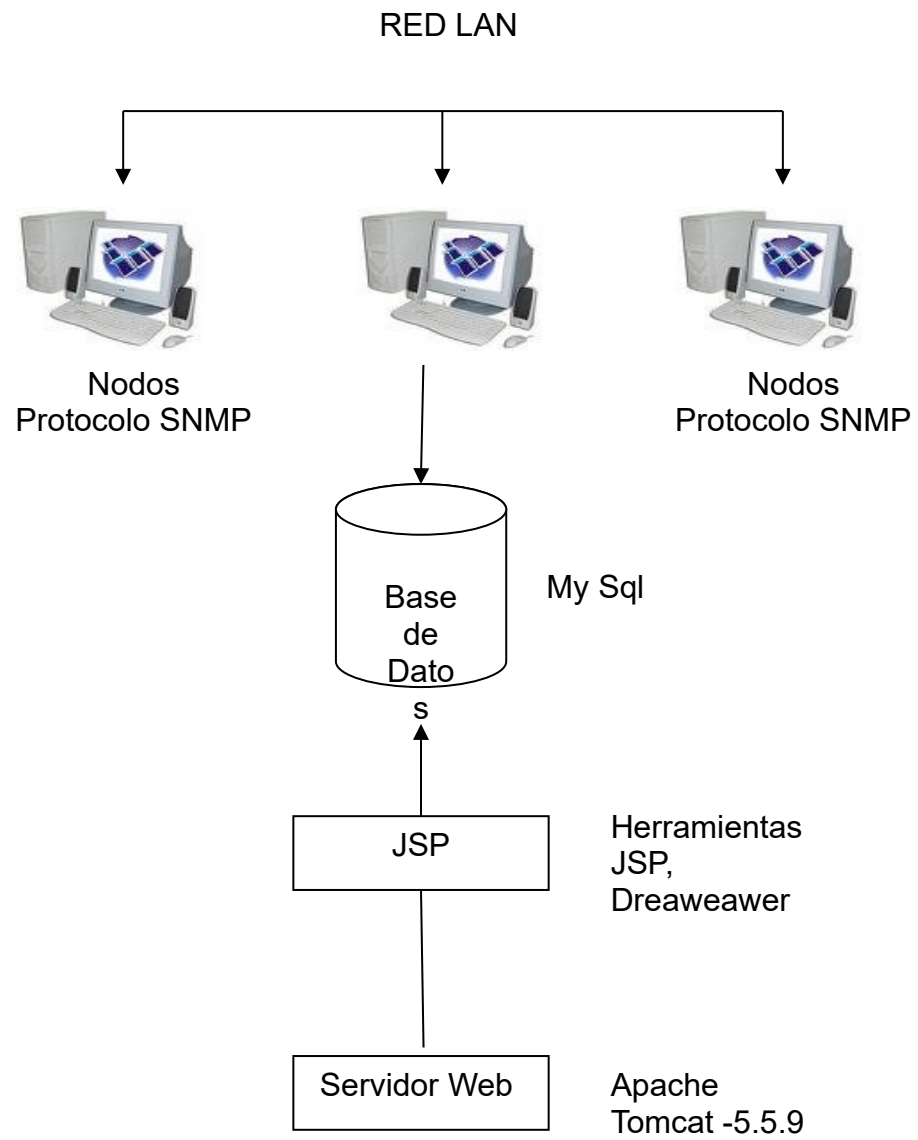 RED LAN
Nodos
Protocolo SNMP
Nodos
Protocolo SNMP
Base
de
Dato
s
My Sql
JSP
Herramientas
JSP,
Dreaweawer
Servidor Web
Apache
Tomcat -5.5.9